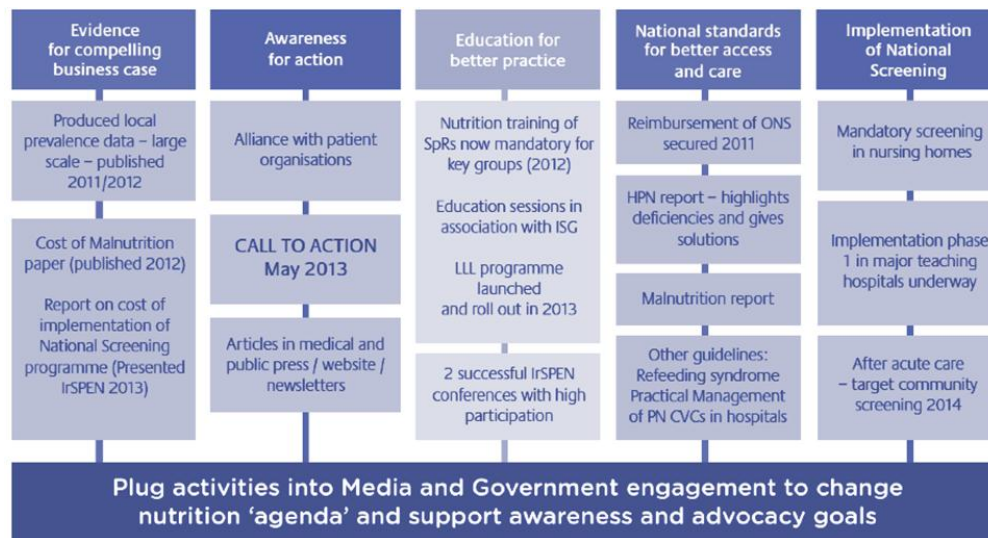 Evidence
for compelling
business case
Produced local
prevalence data – large
scale – published
2011/2012
Cost of Malnutrition
paper (published 2012)
Report on cost of
implementation of
National Screening
programme (Presented
IrSPEN 2013)
Awareness
for action
Alliance with patient
organisations
CALL TO ACTION
May 2013
Articles in medical and
public press / website /
newsletters
Education for
better practice
Nutrition training of
SpRs now mandatory for
key groups (2012)
Education sessions in
association with ISG
LLL programme
launched
and roll out in 2013
2 successful IrSPEN
conferences with high
participation
National standards
for better access
and care
Reimbursement of ONS
secured 2011
HPN report – highlights
deficiencies and gives
solutions
Malnutrition report
Other guidelines:
Refeeding syndrome
Practical Management
of PN CVCs in hospitals
Implementation
of National
Screening
Mandatory screening
in nursing homes
Implementation phase
1 in major teaching
hospitals underway
After acute care
– target community
screening 2014
Plug activities into Media and Government engagement to change
nutrition ‘agenda’ and support awareness and advocacy goals